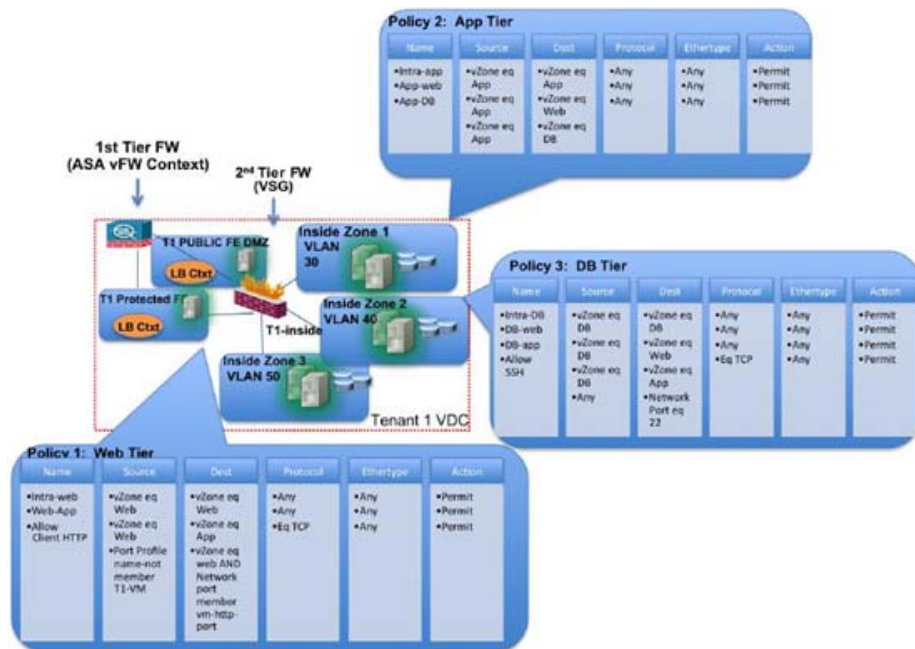 Policy 2: App Tier
Name Source Dest Protocol Ethertype Action
•Intra-app
•App-web
•App-DB
•vZone eq
App
•vZone eq
App
•vZone eq
App
•vZone eq
App
•vZone eq
Web
•vZone eq
DB
•Any
•Any
•Any
•Any
•Any
•Any
•Permit
•Permit
•Permit
1st Tier FW
(ASA vFW Context)
2nd Tier FW
(VSG)
T1 PUBLIC FE DMZ
LB Ctxt
T1 Protected F
LB Ctxt
Inside Zone 1
VLAN
30
Inside Zone 2
VLAN 40
T1-inside
Inside Zone 3
VLAN 50
Tenant 1 VDC
Policy 3: DB Tier
Name Source Dest Protocol Ethertype Action
•Intra-DB
•DB-web
•DB-app
•Allow
SSH
•vZone eq
DB
•vZone eq
DB
•vZone eq
DB
•Any
•vZone eq
DB
•vZone eq
Web
•vZone eq
App
•Network
Port eq
22
•Any
•Any
•Any
•Eq TCP
•Any
•Any
•Any
•Any
•Permit
•Permit
•Permit
•Permit
Policy 1: Web Tier
Name Source Dest Protocol Ethertype Action
•Intra-web
•Web-App
•Allow
Client HTTP
•vZone eq
Web
•vZone eq
Web
•Port Profile
name-not
member
T1-VM
•vZone eq
Web
•vZone eq
App
•vZone eq
web AND
Network
port
member
vm-http-
port
•Any
•Any
•Eq TCP
•Any
•Any
•Any
•Permit
•Permit
•Permit